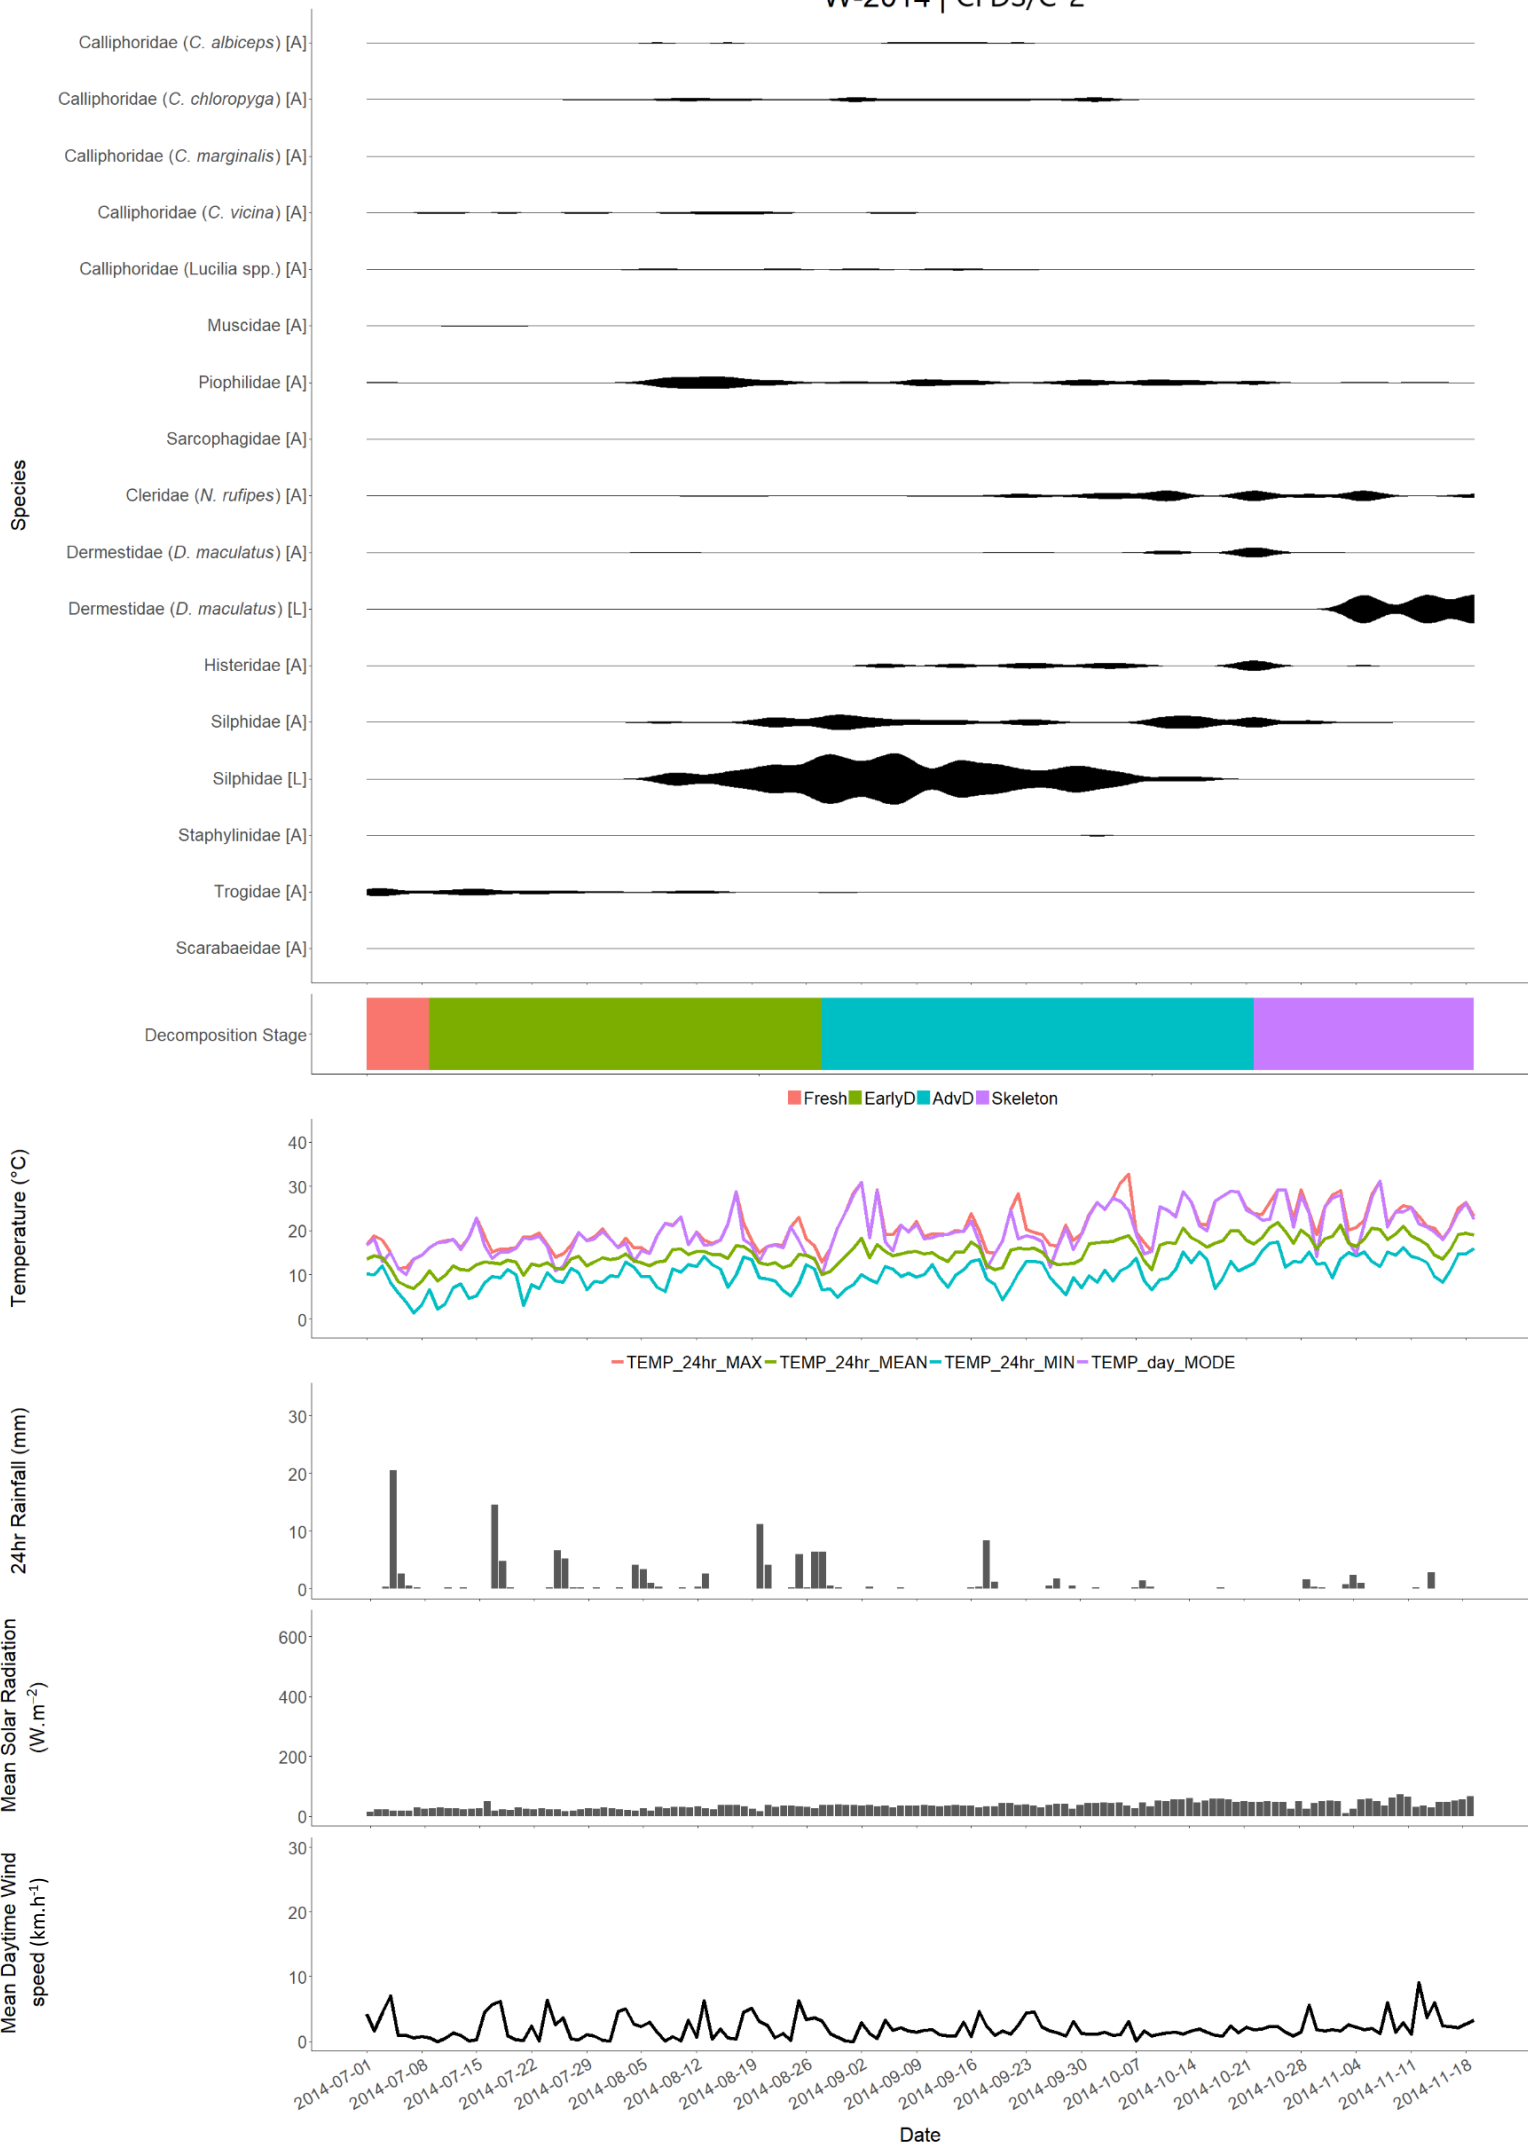 W-2014 | CFDS/C-2
Calliphoridae (C. albiceps) [A]
Calliphoridae (C. chloropyga) [A]
Calliphoridae (C. marginalis) [A]
Calliphoridae (C. vicina) [A]
Calliphoridae (Lucilia spp.) [A]
Muscidae [A]
Piophilidae [A]
Sarcophagidae [A]
Cleridae (N. rufipes) [A]
Dermestidae (D. maculatus) [A]
Dermestidae (D. maculatus) [L]
Histeridae [A]
Silphidae [A]
Silphidae [L]
Staphylinidae [A]
Trogidae [A]
Scarabaeidae [A]
Species
Decomposition Stage
Fresh EarlyD AdvD Skeleton
Temperature (°C)
40
30
20
10
0
TEMP_24hr_MAX TEMP_24hr_MEAN TEMP_24hr_MIN TEMP_day_MODE
24hr Rainfall (mm)
30
20
10
0
Mean Solar Radiation
(W.m⁻²)
600
400
200
0
Mean Daytime Wind
speed (km.h⁻¹)
30
20
10
0
2014-07-01 2014-07-08 2014-07-15 2014-07-22 2014-07-29 2014-08-05 2014-08-12 2014-08-19 2014-08-26 2014-09-02 2014-09-09 2014-09-16 2014-09-23 2014-09-30 2014-10-07 2014-10-14 2014-10-21 2014-10-28 2014-11-04 2014-11-11 2014-11-18
Date